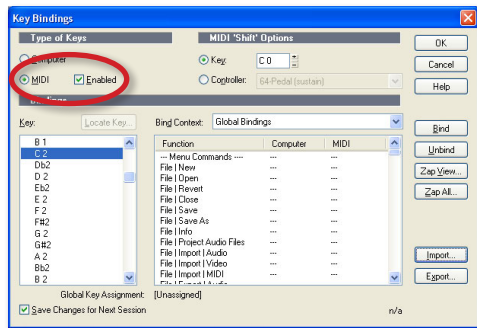 Key Bindings
Type of Keys
MIDI 'Shift' Options
OK
Computer
Key:
C 0
Cancel
MIDI
Enabled
Controller:
64-Pedal (sustain)
Help
Bindings
Key:
Locate Key...
Bind Context:
Global Bindings
Bind
B 1
C 2
Db2
D 2
Eb2
E 2
F 2
F#2
G 2
G#2
A 2
Bb2
B 2
Function Computer MIDI
--- Menu Commands ----
File | New --- ---
File | Open --- ---
File | Revert --- ---
File | Close --- ---
File | Save --- ---
File | Save As --- ---
File | Info --- ---
File | Project Audio Files --- ---
File | Import | Audio --- ---
File | Import | Video --- ---
File | Import | MIDI --- ---
File | Export | Audio
Unbind
Zap View...
Zap All...
Import...
Export...
Global Key Assignment: [Unassigned]
Save Changes for Next Session
n/a